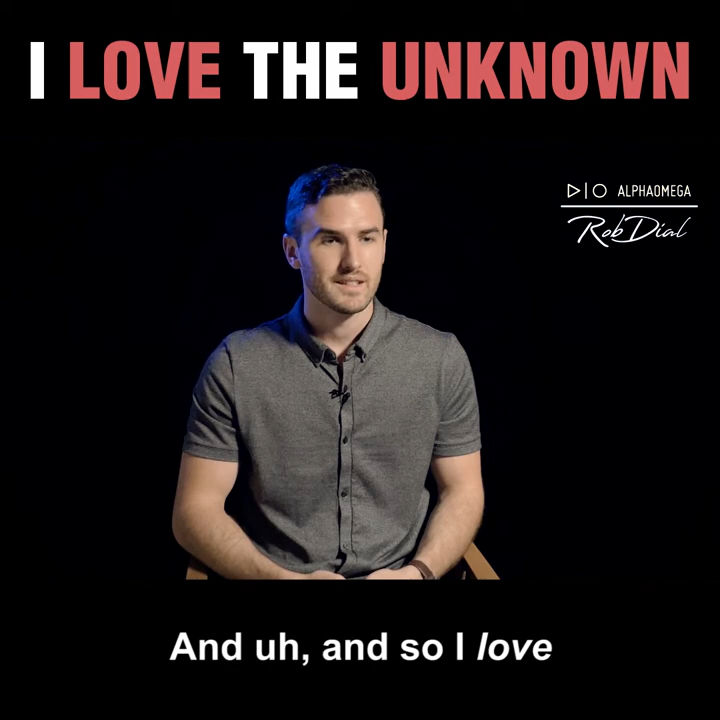 I LOVE THE UNKNOWN
ALPHAOMEGA
Rob Dial
And uh, and so I love